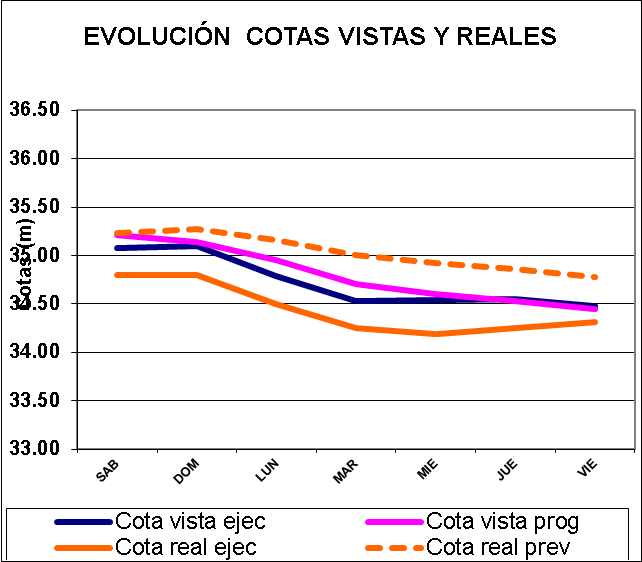 EVOLUCIÓN  COTAS VISTAS Y REALES
Cotas (m)
36.50
36.00
35.50
35.00
34.50
34.00
33.50
33.00
SAB
DOM
LUN
MAR
MIE
JUE
VIE
Cota vista ejec
Cota vista prog
Cota real ejec
Cota real prev